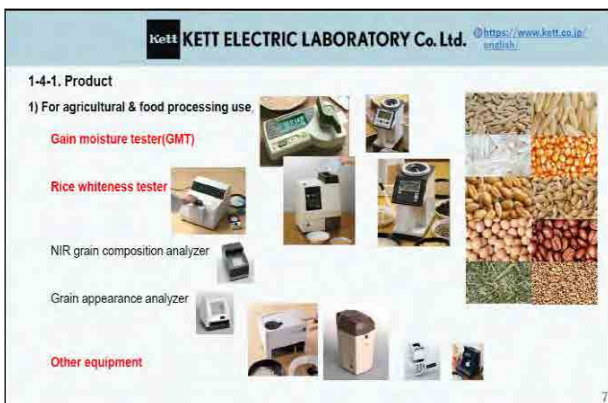 Kett KETT ELECTRIC LABORATORY Co. Ltd. @https://www.kett.co.jp/
english/
1-4-1. Product
1) For agricultural & food processing use,
Gain moisture tester(GMT)
Rice whiteness tester
NIR grain composition analyzer
Grain appearance analyzer
Other equipment
7